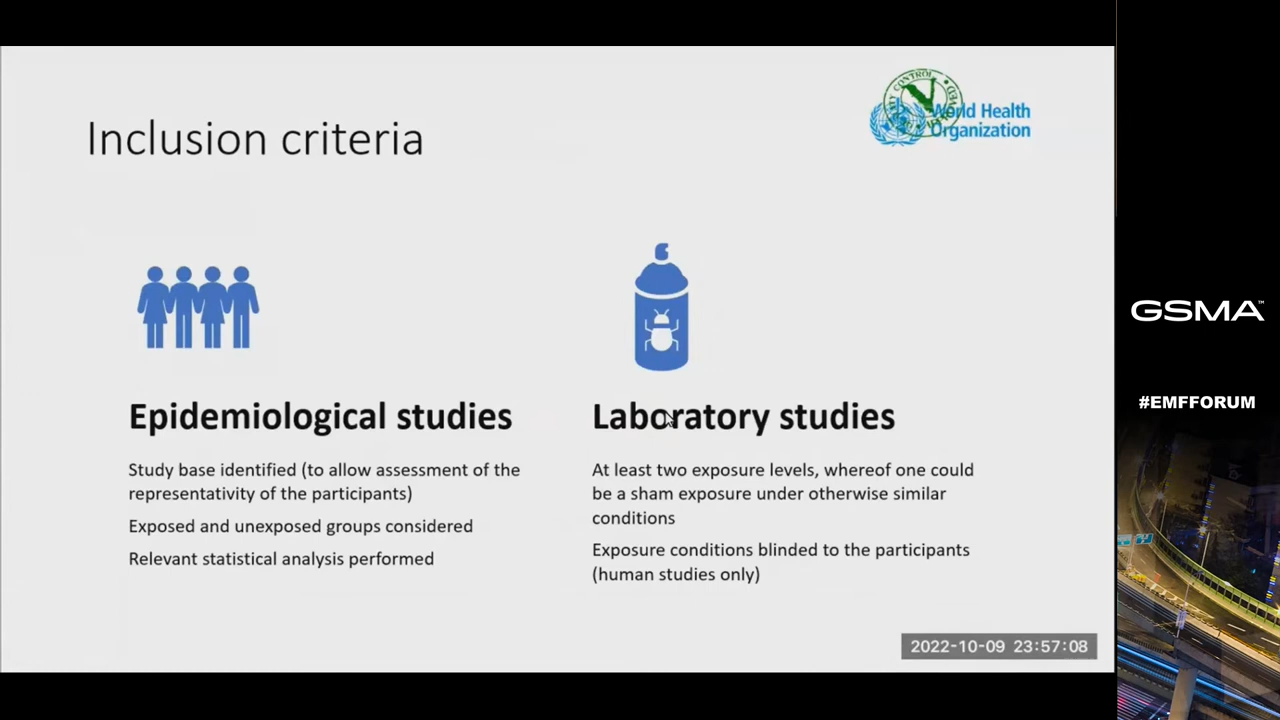 Inclusion criteria
CONTROL
World Health
Organization
Epidemiological studies
Study base identified (to allow assessment of the
representativity of the participants)
Exposed and unexposed groups considered
Relevant statistical analysis performed
Laboratory studies
At least two exposure levels, whereof one could
be a sham exposure under otherwise similar
conditions
Exposure conditions blinded to the participants
(human studies only)
2022-10-09 23:57:08
GSMA™
#EMFFORUM